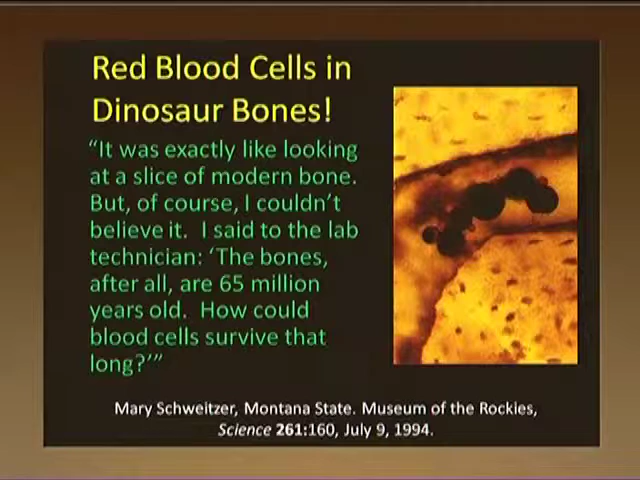 Red Blood Cells in
Dinosaur Bones!
“It was exactly like looking
at a slice of modern bone.
But, of course, I couldn’t
believe it.  I said to the lab
technician: ‘The bones,
after all, are 65 million
years old.  How could
blood cells survive that
long?’”
Mary Schweitzer, Montana State. Museum of the Rockies,
Science 261:160, July 9, 1994.